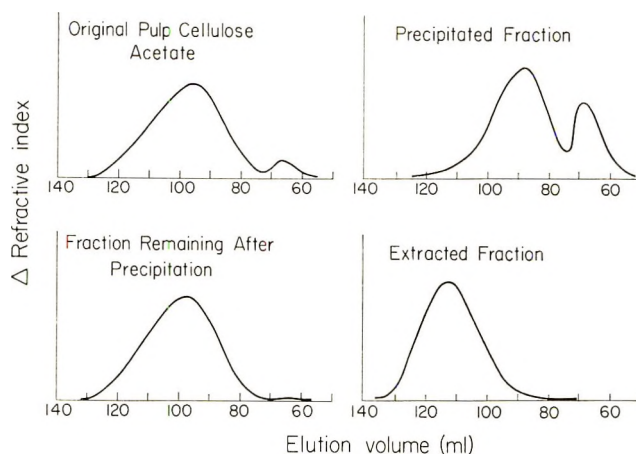 Original Pulp Cellulose
Acetate
140 120 100 80 60
Precipitated Fraction
140 120 100 80 60
Δ Refractive index
Fraction Remaining After
Precipitation
140 120 100 80 60
Extracted Fraction
140 120 100 80 60
Elution volume (ml)